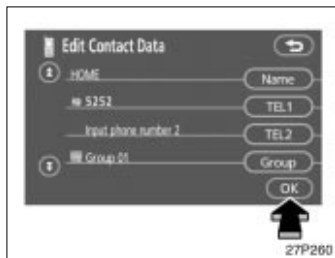 Edit Contact Data
HOME Name
5252 TEL1
Input phone number 2 TEL2
Group 01 Group
OK
27P260